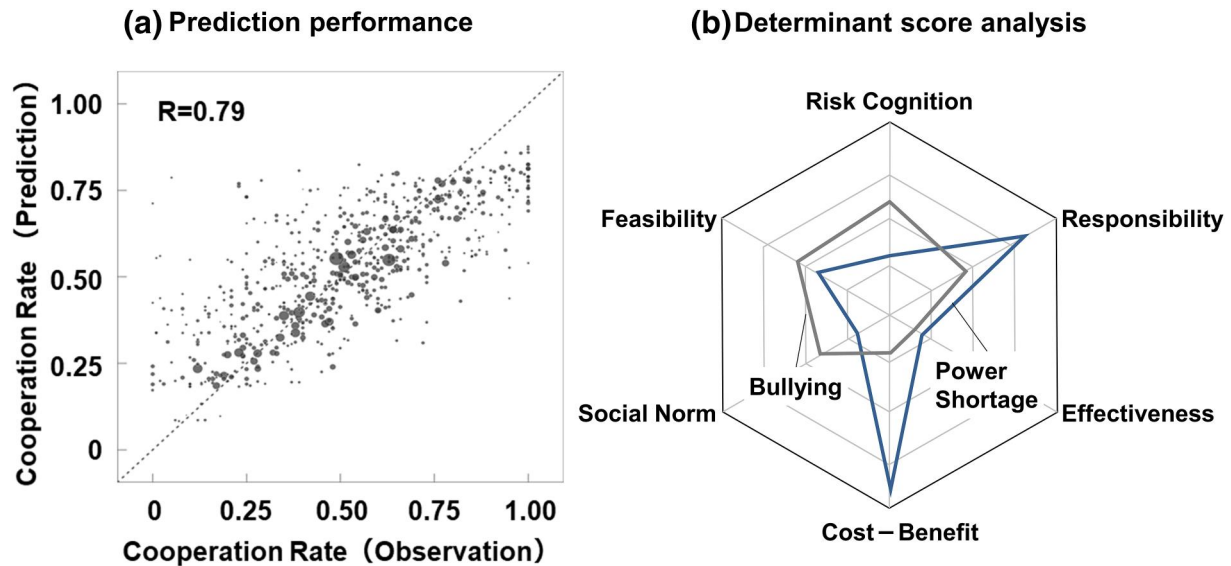 (a) Prediction performance
R=0.79
Cooperation Rate （Prediction）
1.00
0.75
0.50
0.25
0
0
0.25
0.50
0.75
1.00
Cooperation Rate （Observation）
(b) Determinant score analysis
Risk Cognition
Feasibility
Responsibility
Bullying
Power
Shortage
Social Norm
Effectiveness
Cost－Benefit